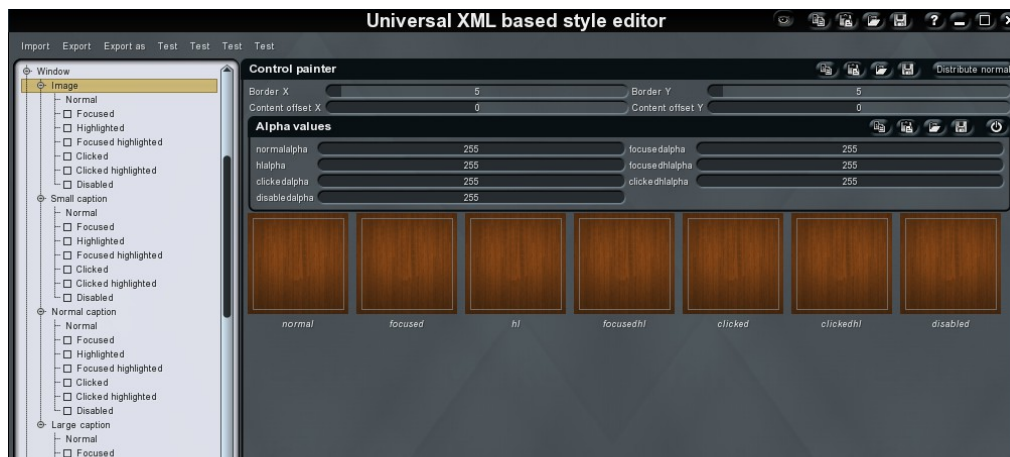 Universal XML based style editor
Import Export Export as Test Test Test Test
Window
Image
Normal
Focused
Highlighted
Focused highlighted
Clicked
Clicked highlighted
Disabled
Small caption
Normal
Focused
Highlighted
Focused highlighted
Clicked
Clicked highlighted
Disabled
Normal caption
Normal
Focused
Highlighted
Focused highlighted
Clicked
Clicked highlighted
Disabled
Large caption
Normal
Focused
Control painter Distribute normal
Border X 5 Border Y 5
Content offset X 0 Content offset Y 0
Alpha values
normalalpha 255 focusedalpha 255
hlalpha 255 focusedhlalpha 255
clickedalpha 255 clickedhlalpha 255
disabledalpha 255
normal focused hl focusedhl clicked clickedhl disabled